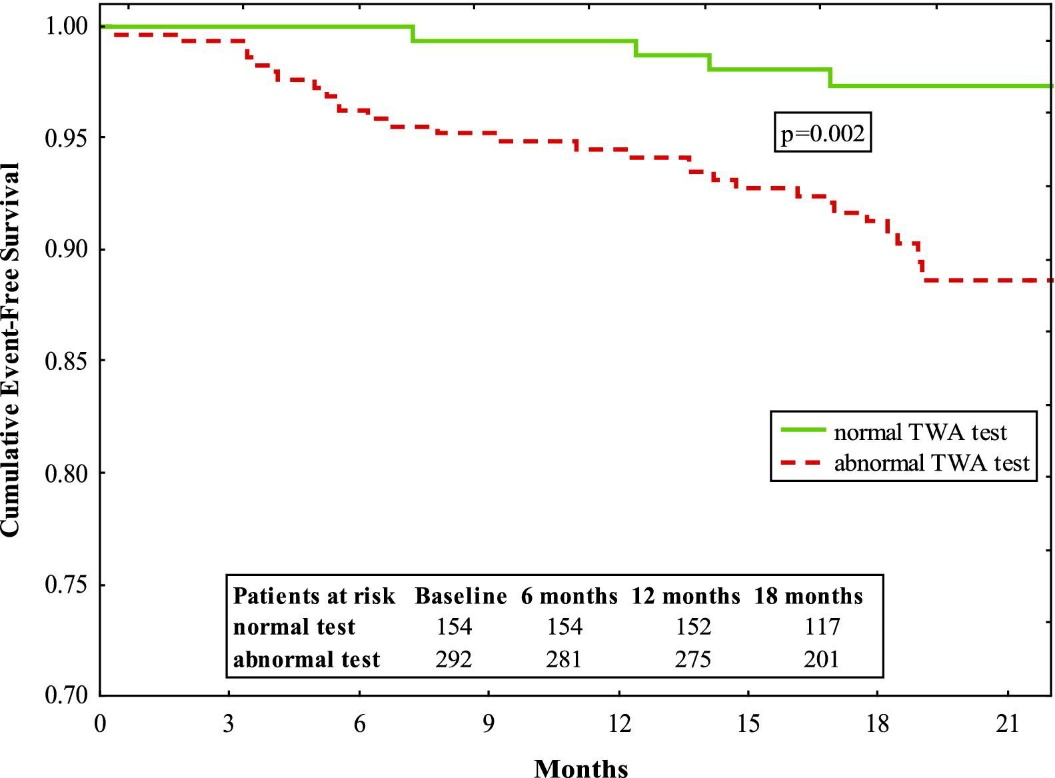 1.00
0.95
0.90
0.85
0.80
0.75
0.70
Cumulative Event-Free Survival
p=0.002
normal TWA test
abnormal TWA test
Patients at risk Baseline 6 months 12 months 18 months
normal test 154 154 152 117
abnormal test 292 281 275 201
0 3 6 9 12 15 18 21
Months